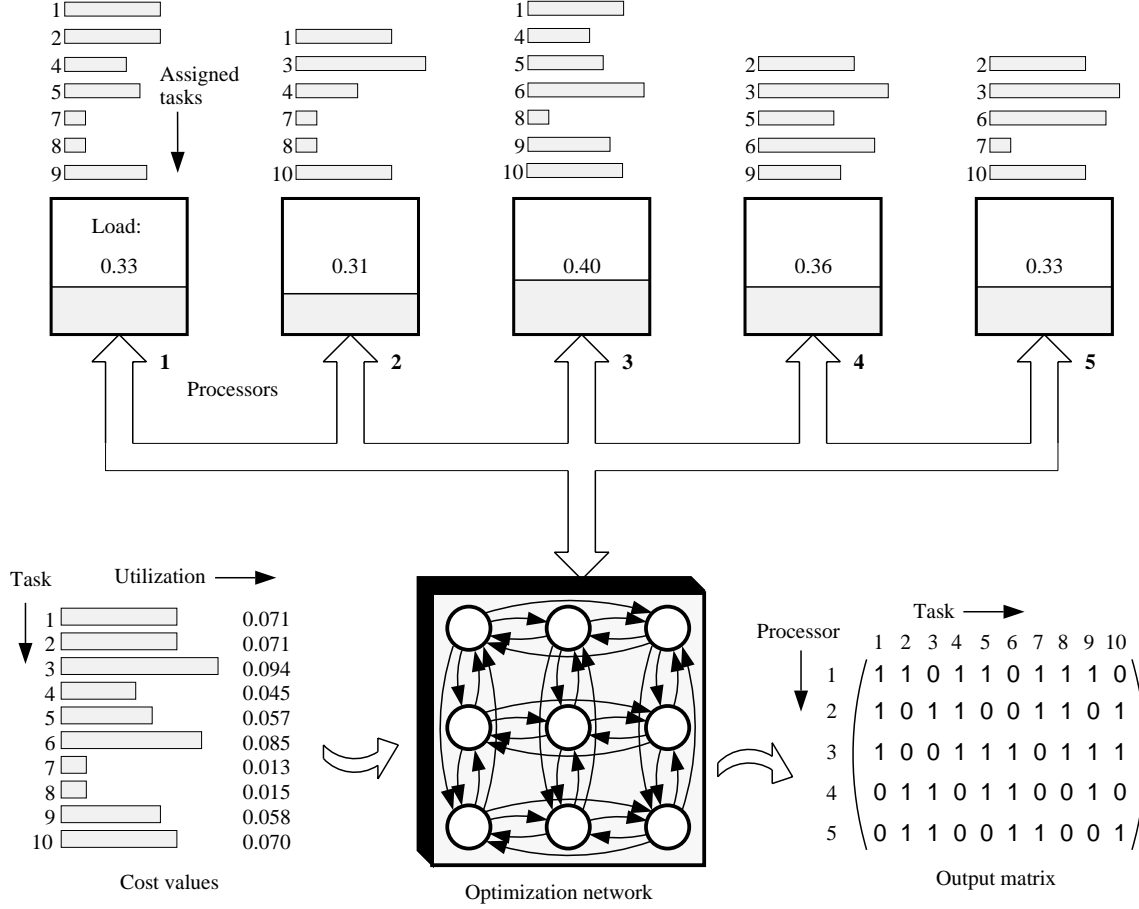 1
2
4
5
7
8
9
Assigned
tasks
1
3
4
7
8
10
1
4
5
6
8
9
10
2
3
5
6
9
2
3
6
7
10
Load:
0.33
0.31
0.40
0.36
0.33
1
2
3
4
5
Processors
Task
Utilization
1 0.071
2 0.071
3 0.094
4 0.045
5 0.057
6 0.085
7 0.013
8 0.015
9 0.058
10 0.070
Cost values
Optimization network
Task
Processor
1 2 3 4 5 6 7 8 9 10
1 1 1 0 1 1 0 1 1 1 0
2 1 0 1 1 0 0 1 1 0 1
3 1 0 0 1 1 1 0 1 1 1
4 0 1 1 0 1 1 0 0 1 0
5 0 1 1 0 0 1 1 0 0 1
Output matrix